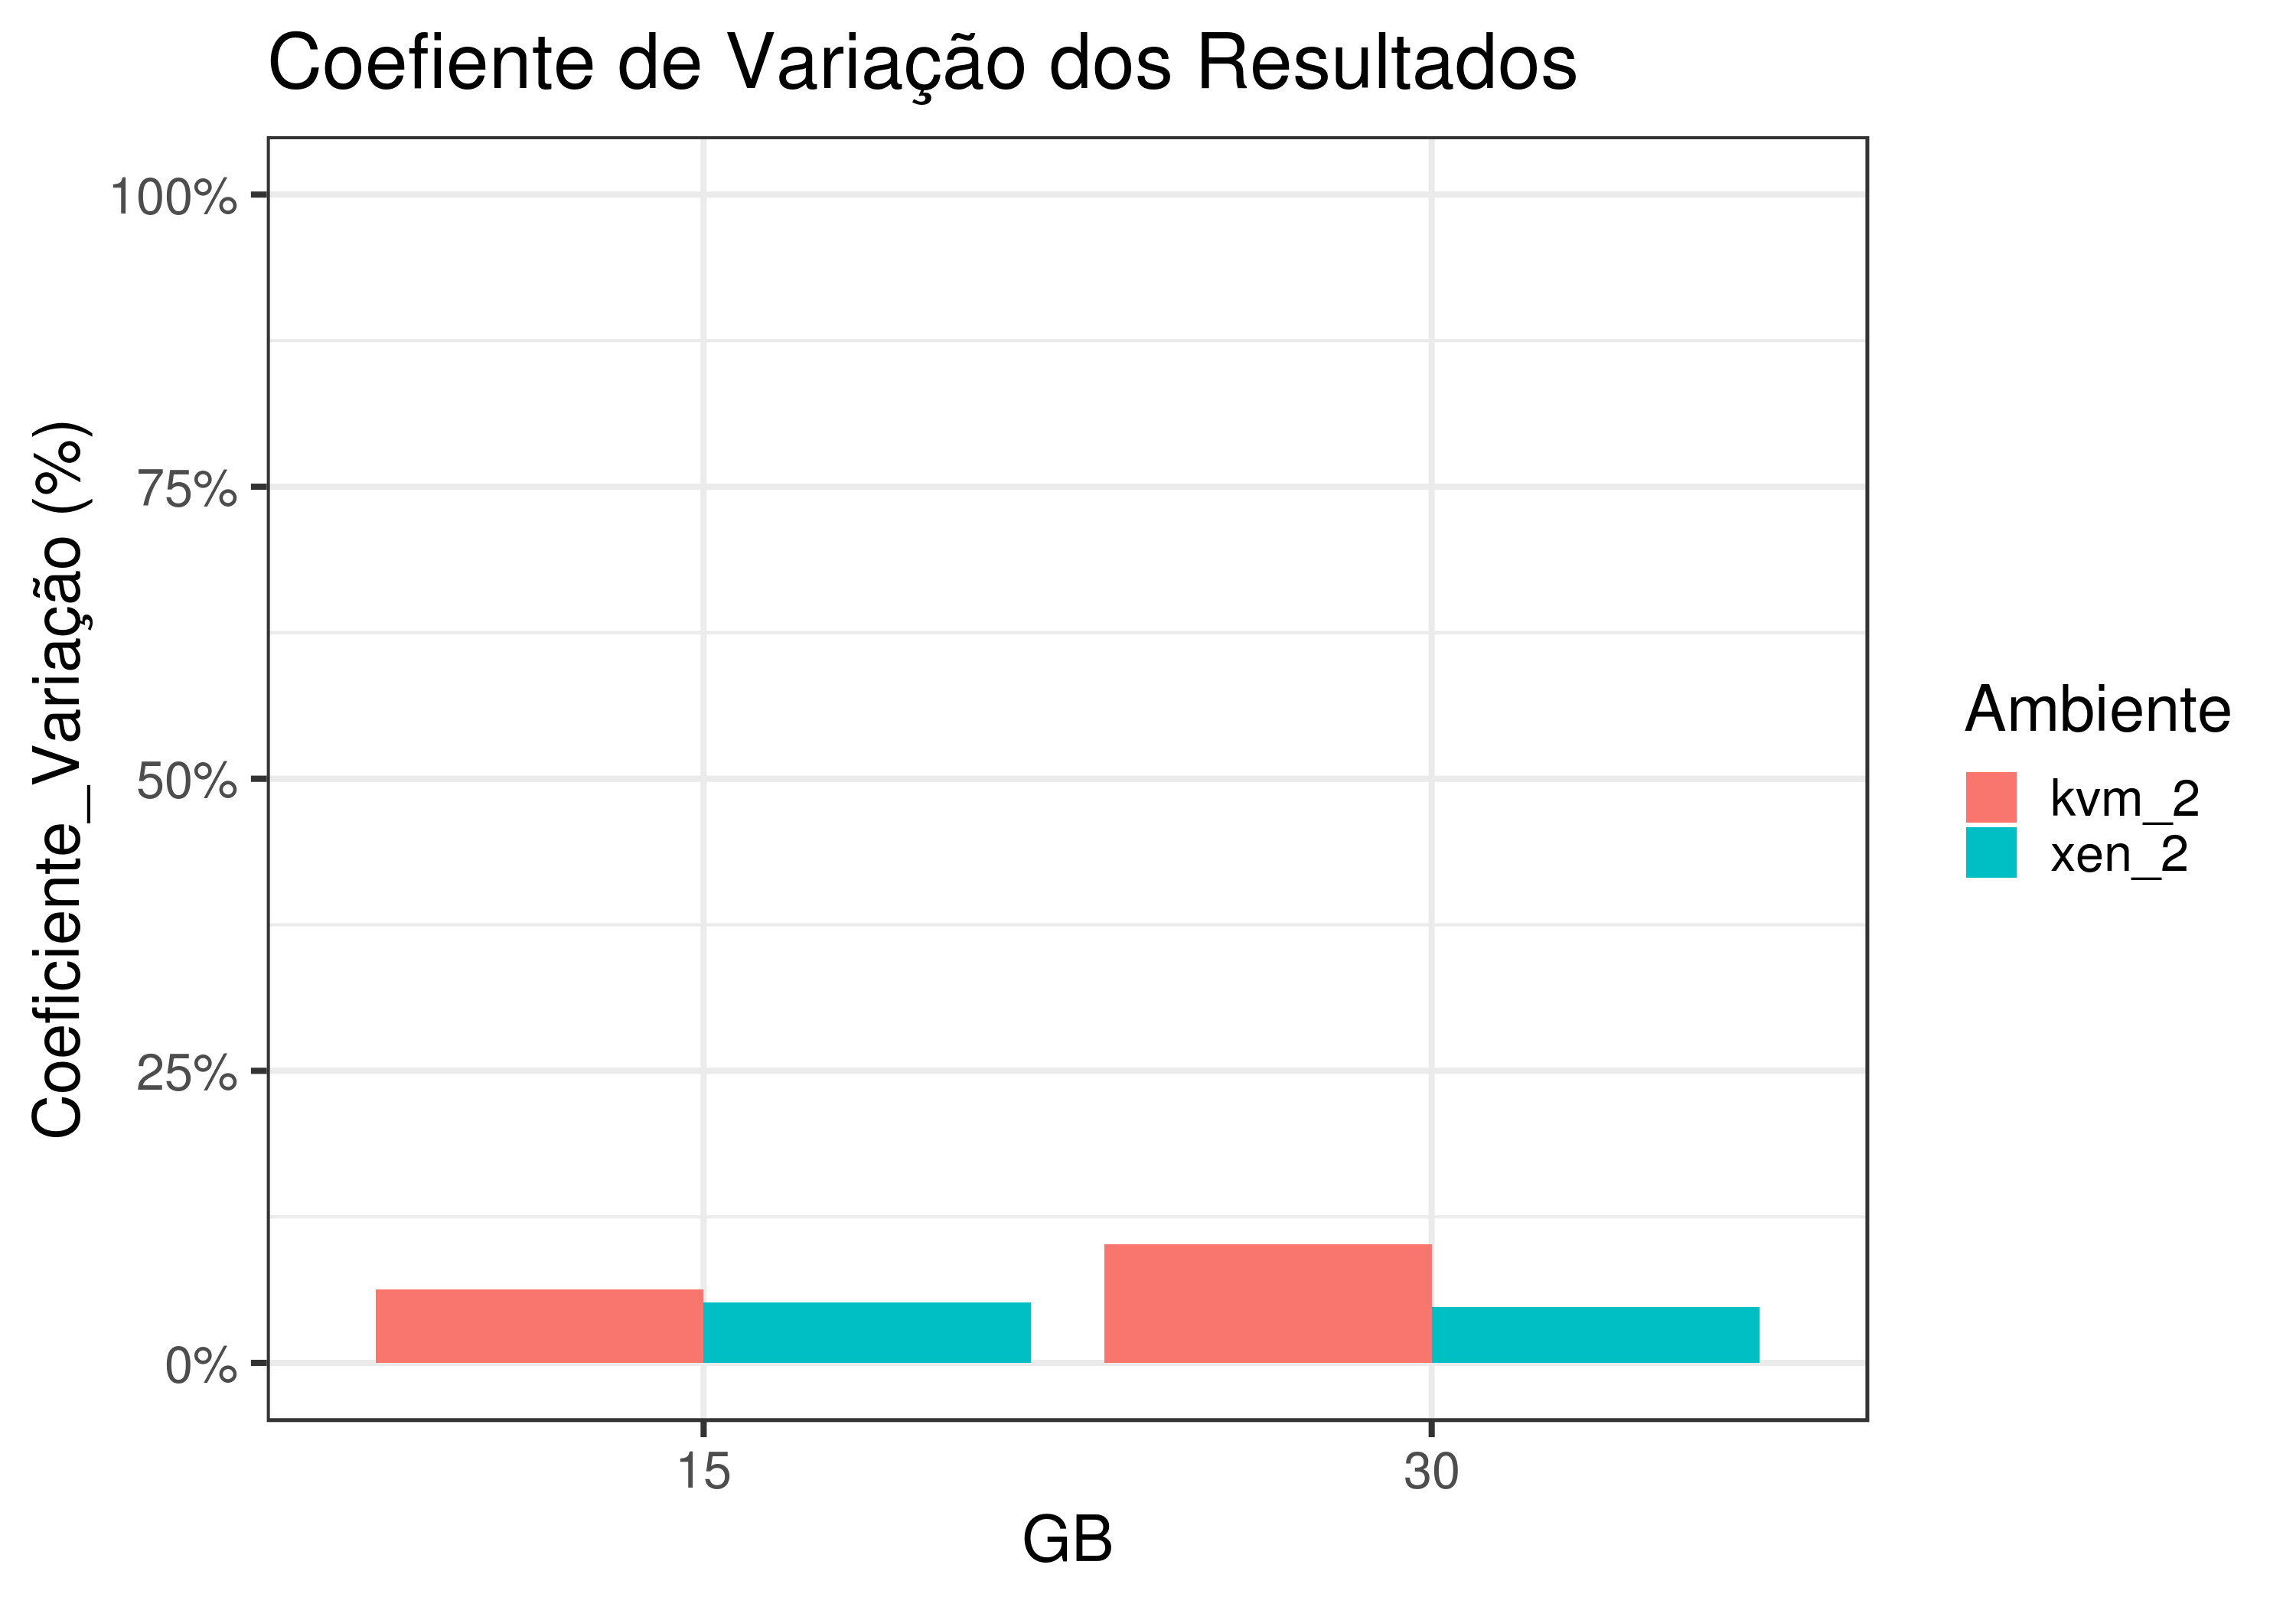 Coefiente de Variação dos Resultados
Coeficiente_Variação (%)
100%
75%
50%
25%
0%
15
30
GB
Ambiente
kvm_2
xen_2